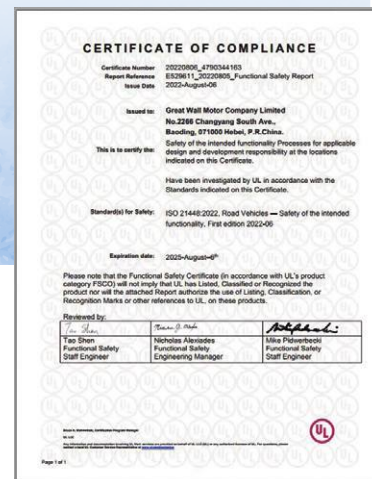 CERTIFICATE OF COMPLIANCE
Certificate Number 20220806_4790344163
Report Reference E529611_20220805_Functional Safety Report
Issue Date 2022-August-06
Issued to: Great Wall Motor Company Limited
No.2266 Changyang South Ave.,
Baoding, 071000 Hebei, P.R.China.
This is to certify the: Safety of the intended functionality Processes for applicable
design and development responsibility at the locations
indicated on this Certificate.
Have been investigated by UL in accordance with the
Standards indicated on this Certificate.
Standard(s) for Safety: ISO 21448:2022, Road Vehicles — Safety of the intended
functionality, First edition 2022-06
Expiration date: 2025-August-6th
Please note that the Functional Safety Certificate (in accordance with UL's product
category FSCO) will not imply that UL has Listed, Classified or Recognized the
product nor will the attached Report authorize the use of Listing, Classification, or
Recognition Marks or other references to UL, on these products.
Reviewed by:
Tao Shen Nicholas Alexiades Mike Pidwerbecki
Functional Safety Functional Safety Functional Safety
Staff Engineer Engineering Manager Staff Engineer
UL
Page 1 of 1